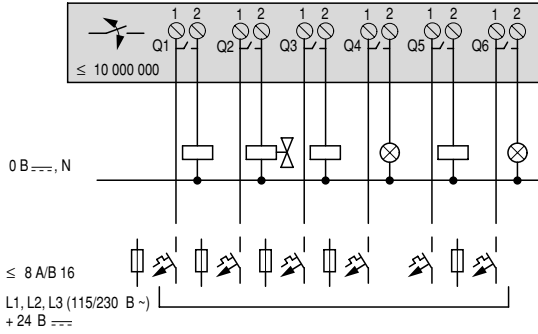 1 2 1 2 1 2 1 2 1 2 1 2
Q1 Q2 Q3 Q4 Q5 Q6
≤ 10 000 000
0 В ⎓, N
≤ 8 A/B 16
L1, L2, L3 (115/230 В ~)
+ 24 В ⎓